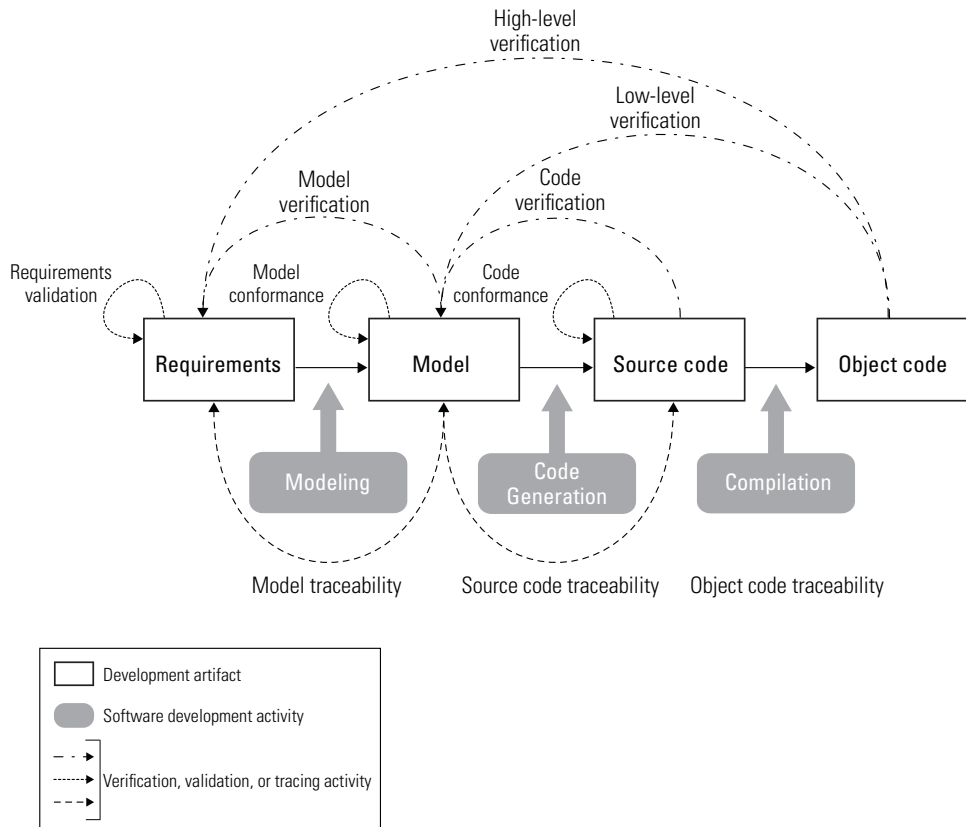 High-level
verification
Low-level
verification
Model
verification
Code
verification
Requirements
validation
Model
conformance
Code
conformance
Requirements
Model
Source code
Object code
Modeling
Code
Generation
Compilation
Model traceability
Source code traceability
Object code traceability
Development artifact
Software development activity
Verification, validation, or tracing activity